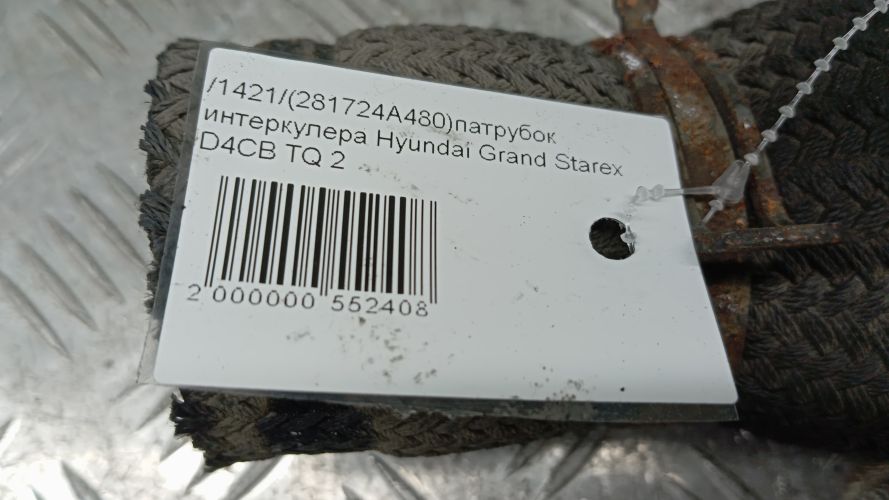 /1421/(281724A480)патрубок
интеркулера Hyundai Grand Starex
D4CB TQ 2
2 000000 552408